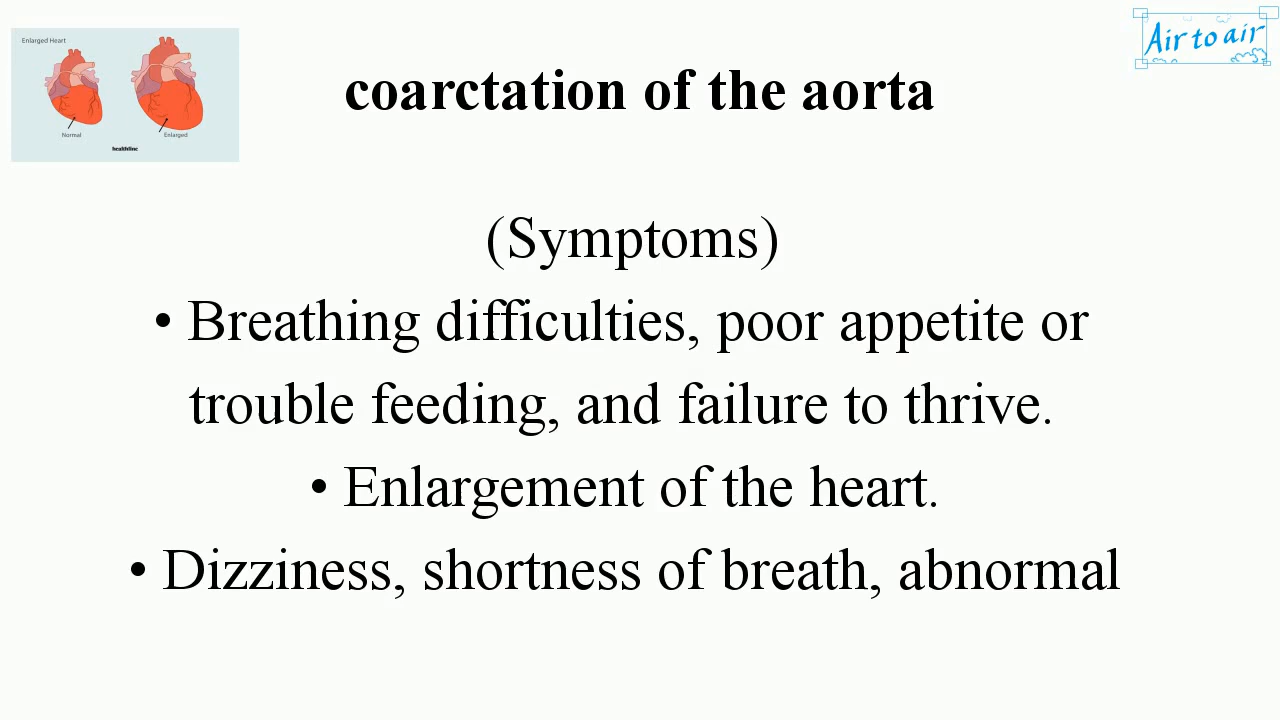 Enlarged Heart
Normal
Enlarged
healthline
Air to air
coarctation of the aorta
(Symptoms)
• Breathing difficulties, poor appetite or
trouble feeding, and failure to thrive.
• Enlargement of the heart.
• Dizziness, shortness of breath, abnormal